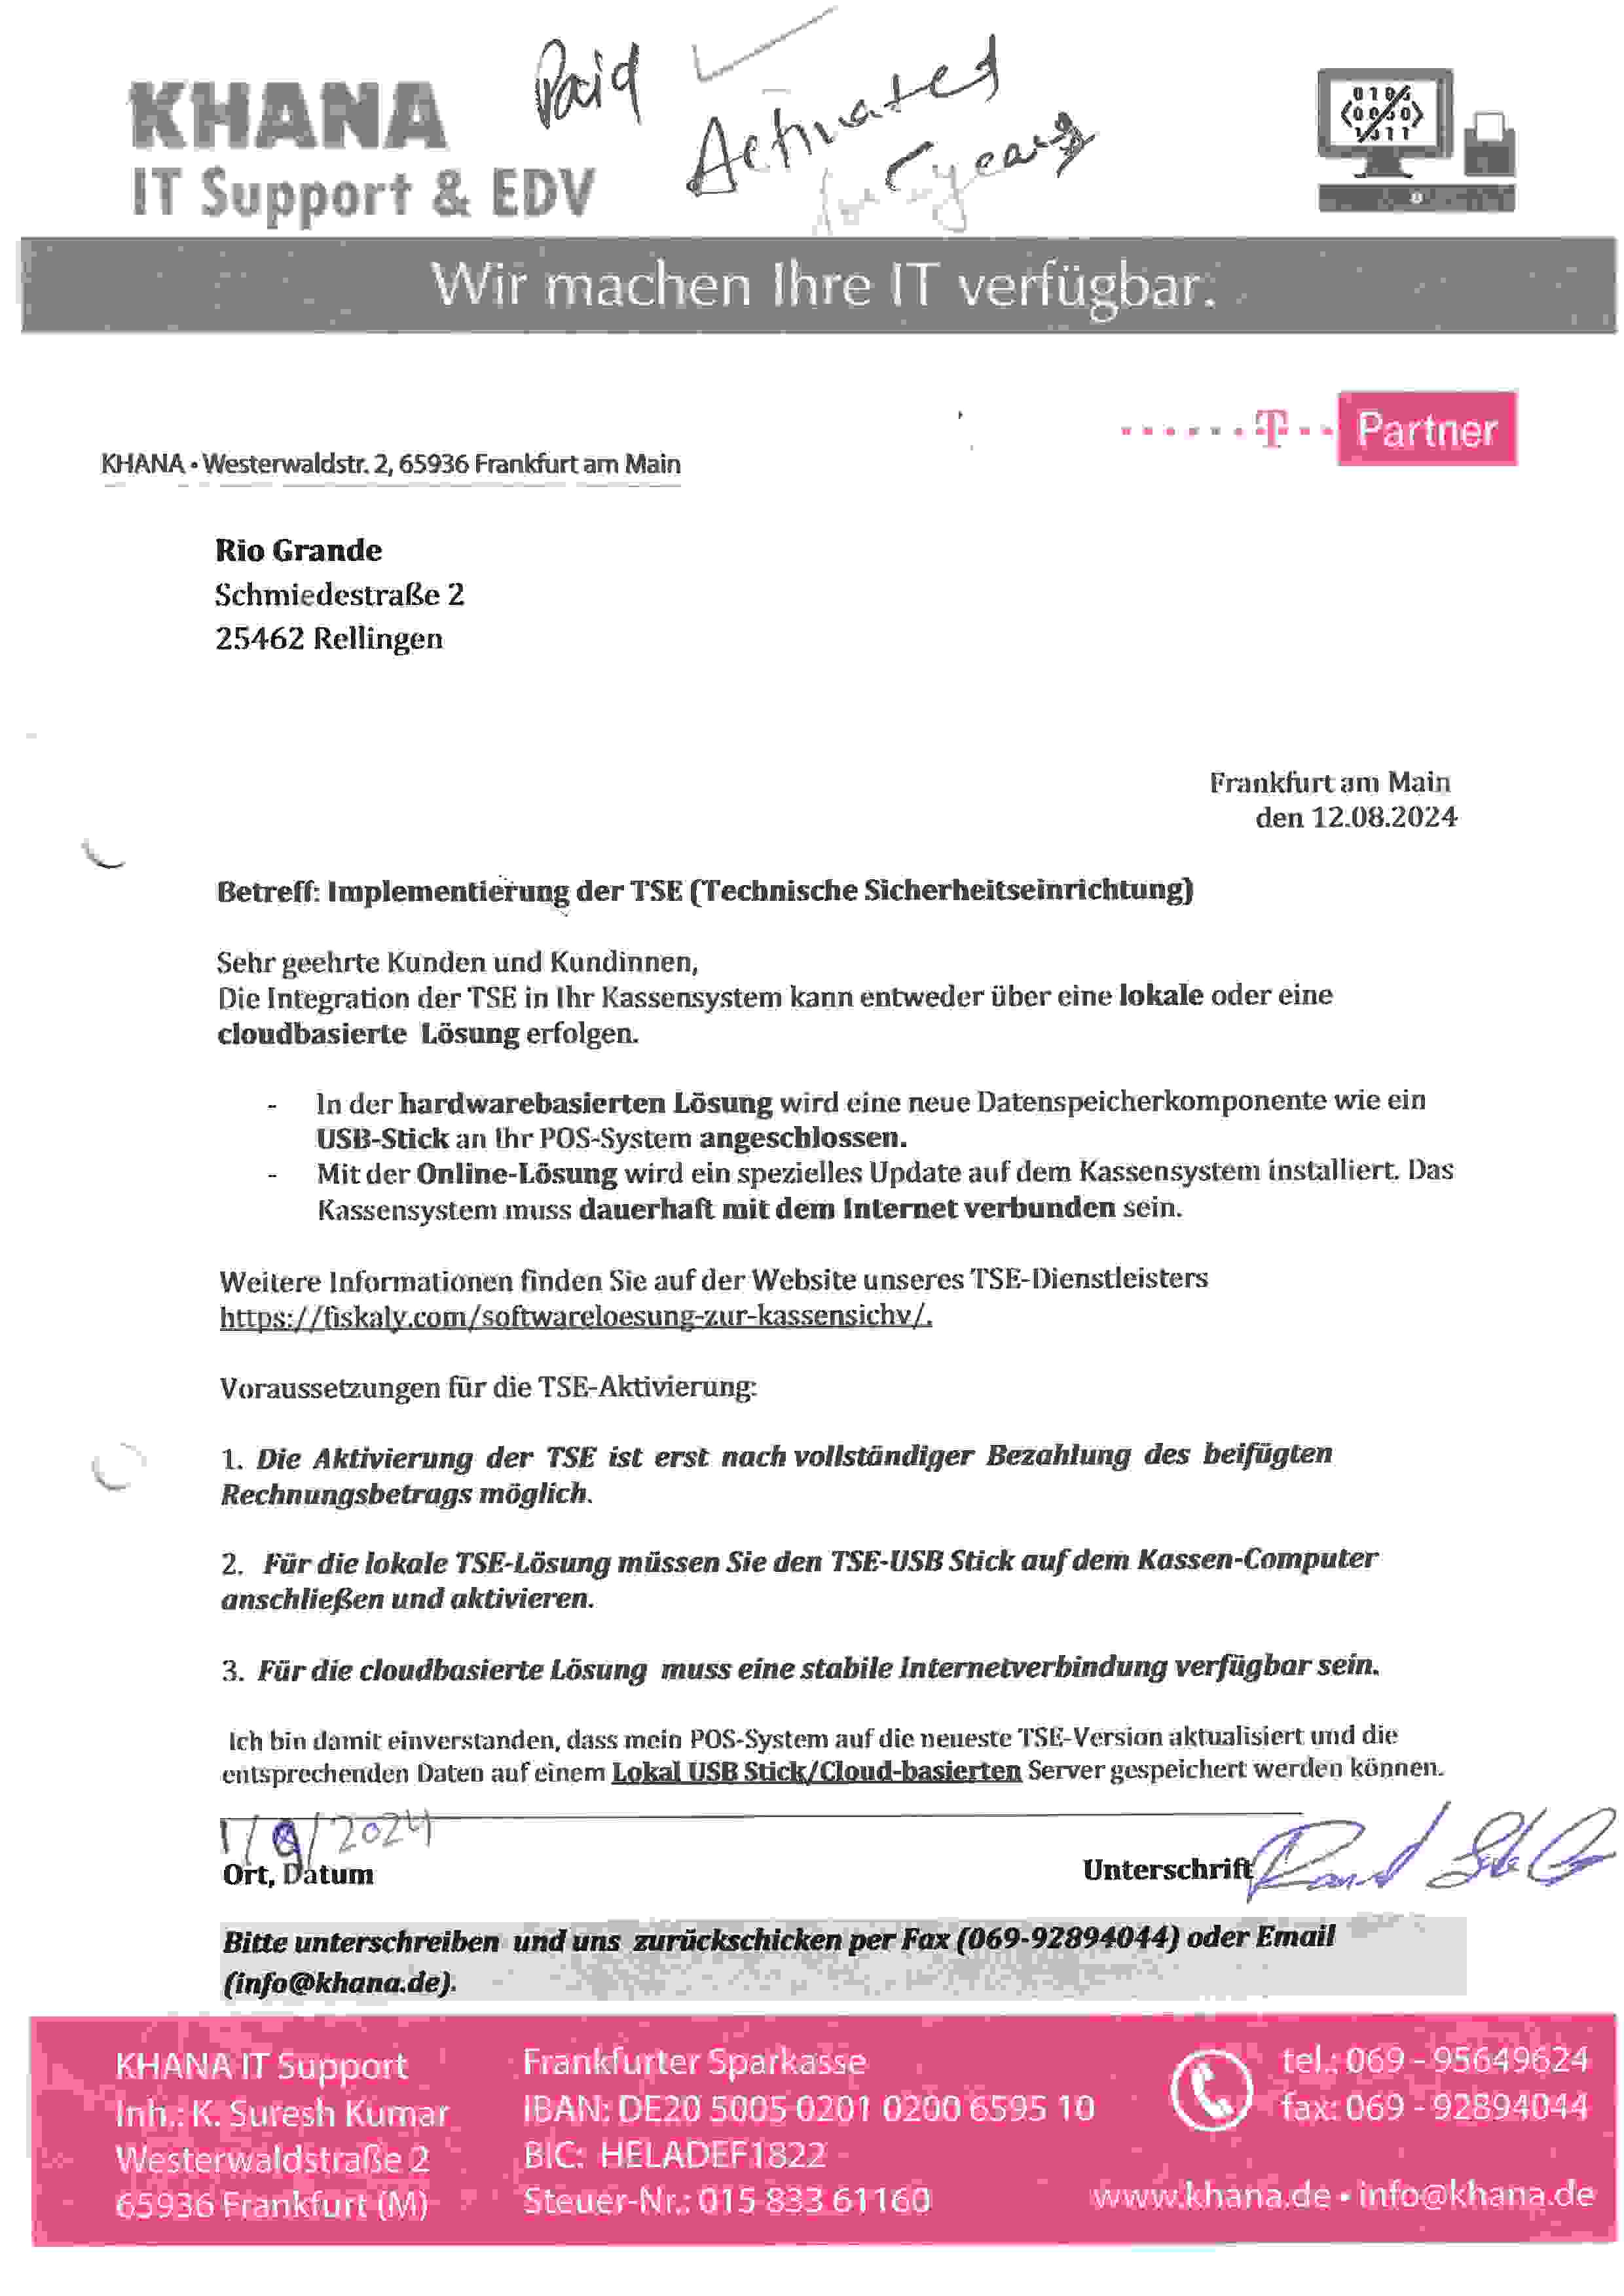 Paid
Activated
for 5 years
KHANA
IT Support & EDV
Wir machen Ihre IT verfügbar.
T Partner
KHANA • Westerwaldstr. 2, 65936 Frankfurt am Main
Rio Grande
Schmiedestraße 2
25462 Rellingen
Frankfurt am Main
den 12.08.2024
Betreff: Implementierung der TSE (Technische Sicherheitseinrichtung)
Sehr geehrte Kunden und Kundinnen,
Die Integration der TSE in Ihr Kassensystem kann entweder über eine lokale oder eine
cloudbasierte Lösung erfolgen.
- In der hardwarebasierten Lösung wird eine neue Datenspeicherkomponente wie ein
USB-Stick an Ihr POS-System angeschlossen.
- Mit der Online-Lösung wird ein spezielles Update auf dem Kassensystem installiert. Das
Kassensystem muss dauerhaft mit dem Internet verbunden sein.
Weitere Informationen finden Sie auf der Website unseres TSE-Dienstleisters
https://fiskaly.com/softwareloesung-zur-kassensichv/.
Voraussetzungen für die TSE-Aktivierung:
1. Die Aktivierung der TSE ist erst nach vollständiger Bezahlung des beifügten
Rechnungsbetrags möglich.
2. Für die lokale TSE-Lösung müssen Sie den TSE-USB Stick auf dem Kassen-Computer
anschließen und aktivieren.
3. Für die cloudbasierte Lösung muss eine stabile Internetverbindung verfügbar sein.
Ich bin damit einverstanden, dass mein POS-System auf die neueste TSE-Version aktualisiert und die
entsprechenden Daten auf einem Lokal USB Stick/Cloud-basierten Server gespeichert werden können.
1/9/2024
Ort, Datum
Unterschrift
Bitte unterschreiben und uns zurückschicken per Fax (069-92894044) oder Email
(info@khana.de).
KHANA IT Support
Inh.: K. Suresh Kumar
Westerwaldstraße 2
65936 Frankfurt (M)
Frankfurter Sparkasse
IBAN: DE20 5005 0201 0200 6595 10
BIC: HELADEF1822
Steuer-Nr.: 015 833 61160
tel.: 069 - 95649624
fax: 069 - 92894044
www.khana.de • info@khana.de